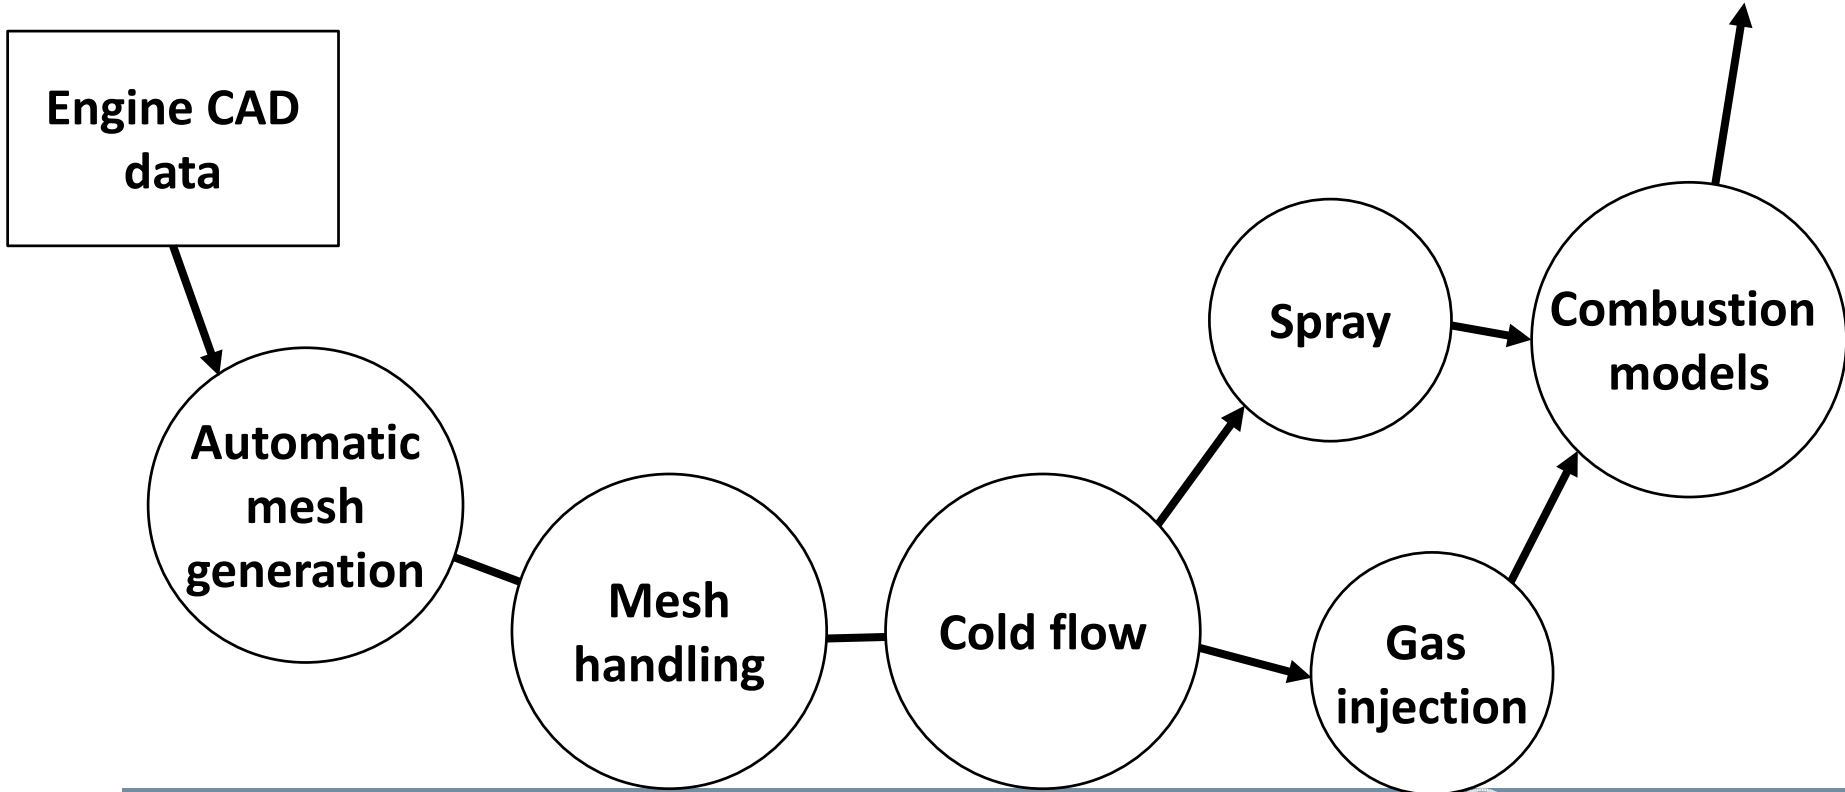 Engine CAD
data
Automatic
mesh
generation
Mesh
handling
Cold flow
Spray
Gas
injection
Combustion
models